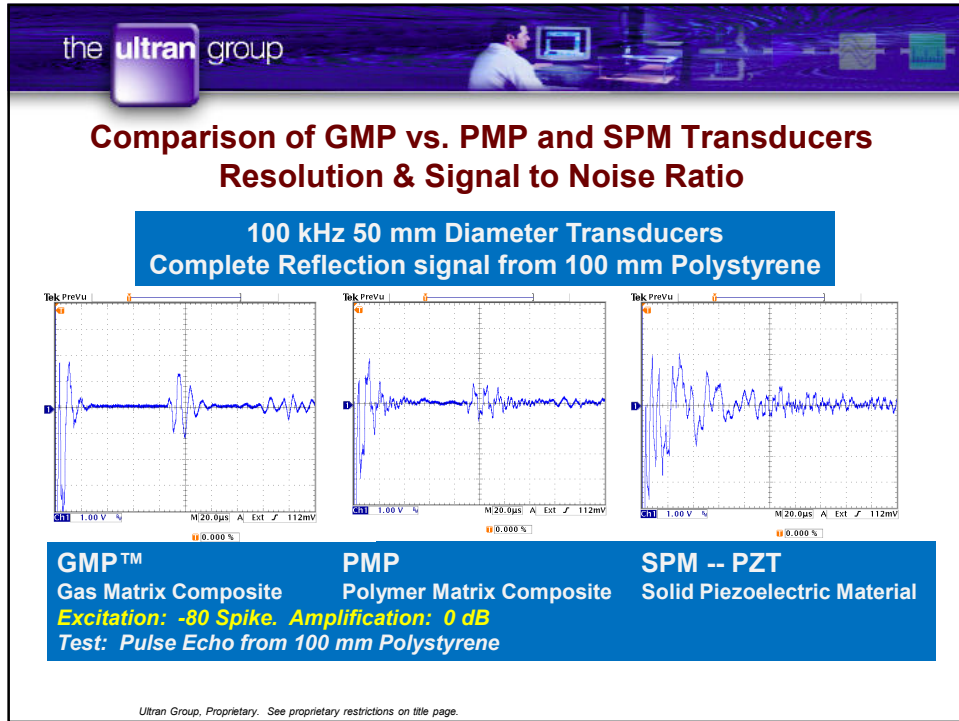 the ultran group
Comparison of GMP vs. PMP and SPM Transducers
Resolution & Signal to Noise Ratio
100 kHz 50 mm Diameter Transducers
Complete Reflection signal from 100 mm Polystyrene
Tek PreVu
Tek PreVu
Tek PreVu
1
1
1
Ch1 1.00 V M 20.0µs A Ext 112mV
Ch1 1.00 V M 20.0µs A Ext 112mV
Ch1 1.00 V M 20.0µs A Ext 112mV
0.000 %
0.000 %
0.000 %
GMP™ PMP SPM -- PZT
Gas Matrix Composite Polymer Matrix Composite Solid Piezoelectric Material
Excitation: -80 Spike. Amplification: 0 dB
Test: Pulse Echo from 100 mm Polystyrene
Ultran Group, Proprietary. See proprietary restrictions on title page.